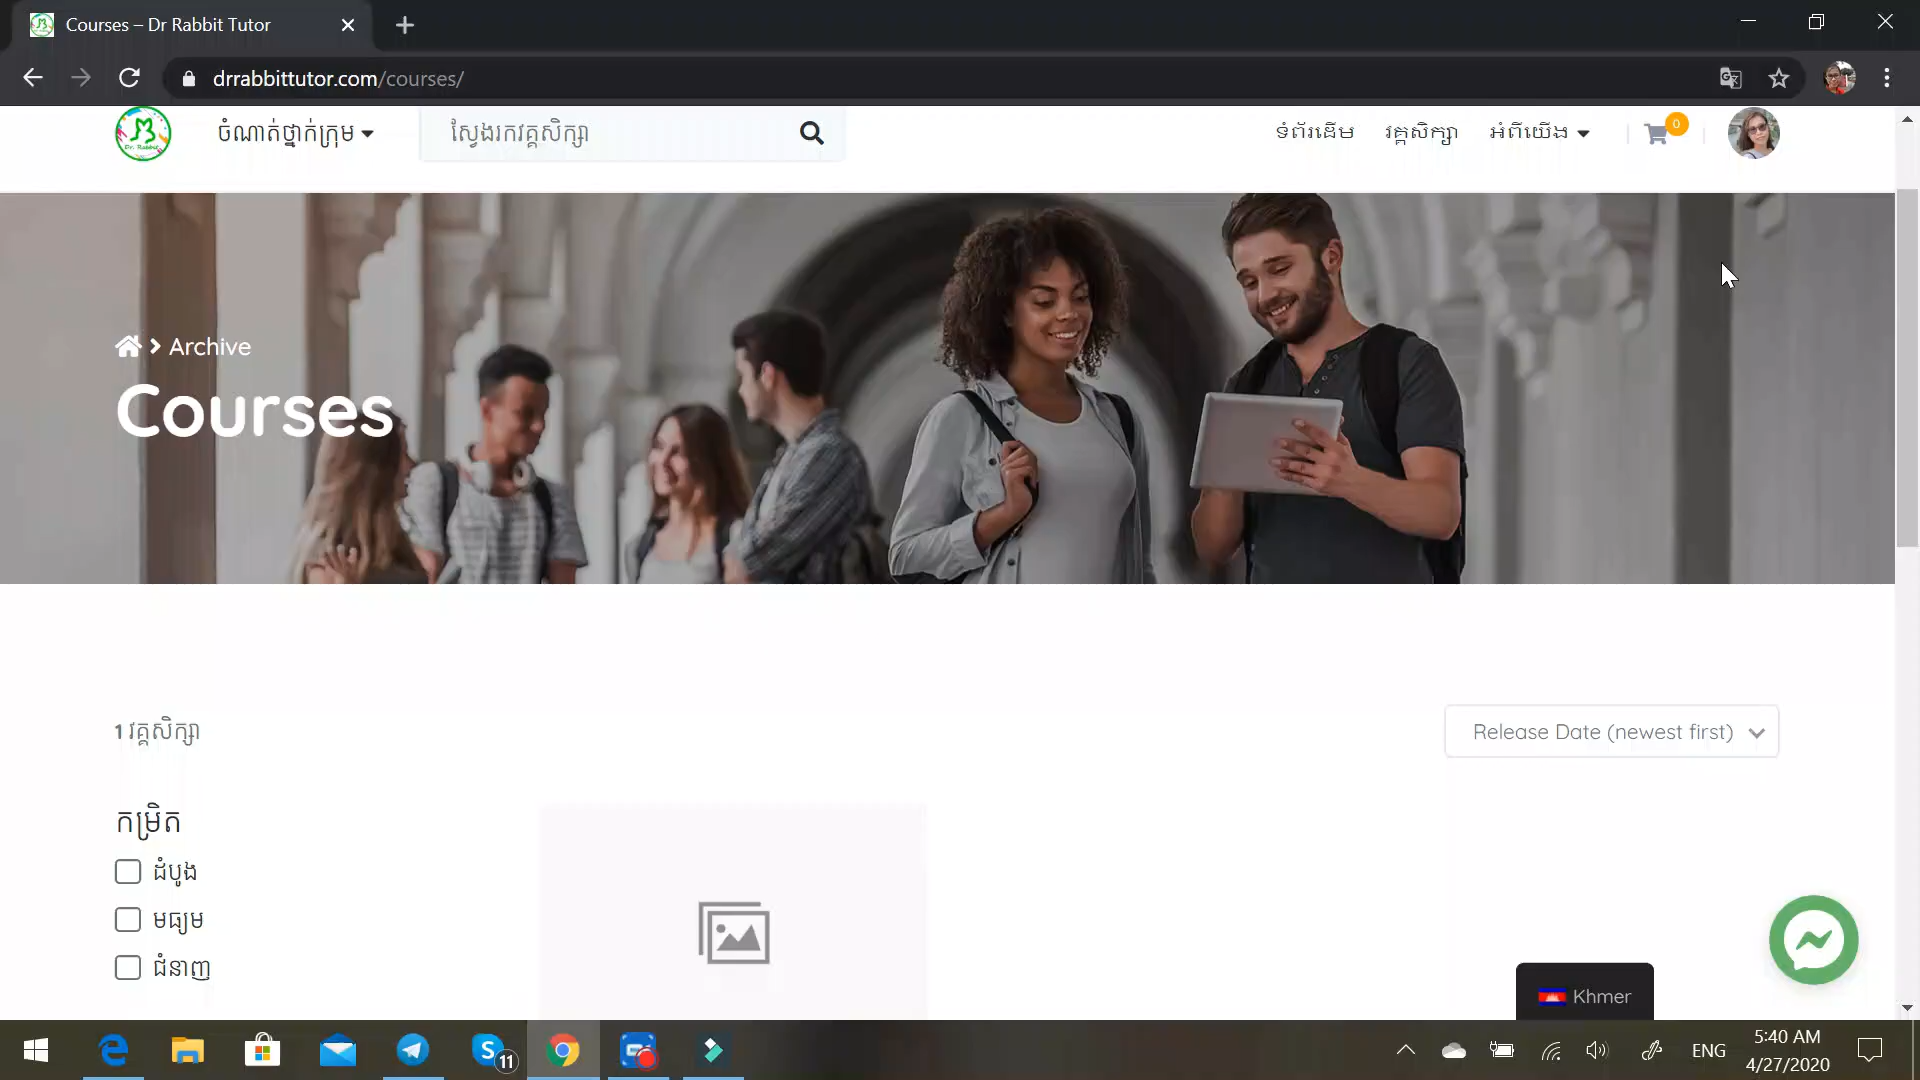 Courses – Dr Rabbit Tutor
drrabbittutor.com/courses/
Dr. Rabbit
ចំណាត់ថ្នាក់ក្រុម
ស្វែងរកវគ្គសិក្សា
ទំព័រដើម
វគ្គសិក្សា
អំពីយើង
0
Archive
Courses
1 វគ្គសិក្សា
Release Date (newest first)
កម្រិត
ដំបូង
មធ្យម
ជំនាញ
Khmer
11
ENG
5:40 AM
4/27/2020